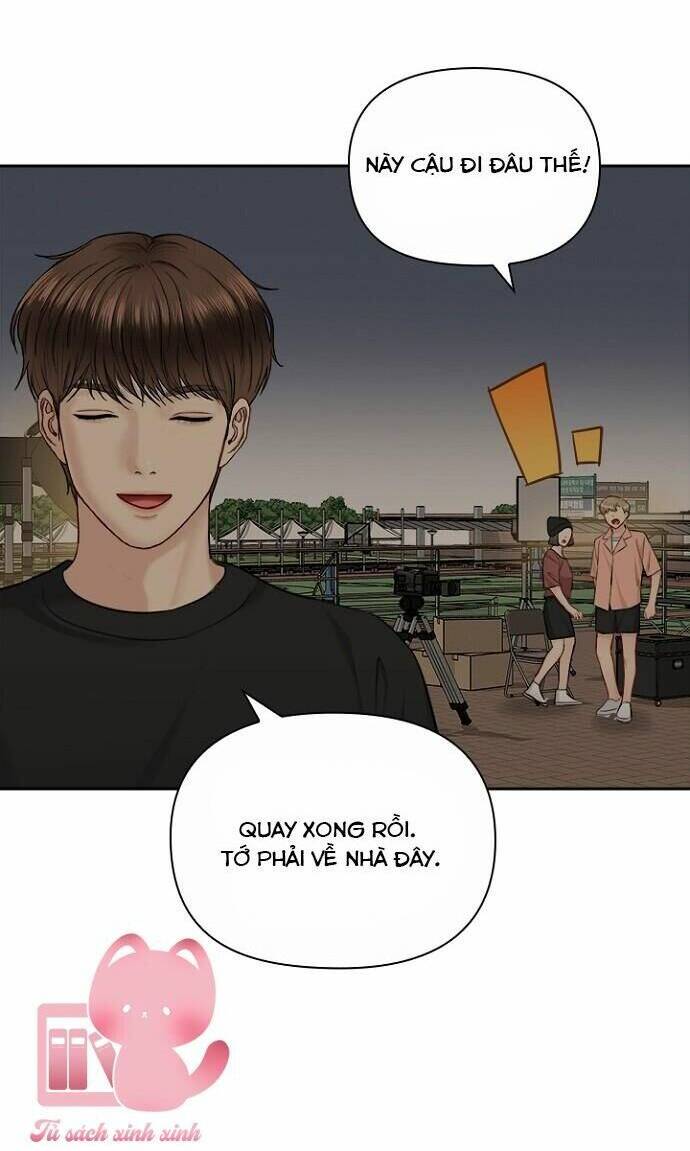 NÀY CẬU ĐI ĐÂU THẾ!
QUAY XONG RỒI.
TỚ PHẢI VỀ NHÀ ĐÂY.
Tủ sách xinh xinh